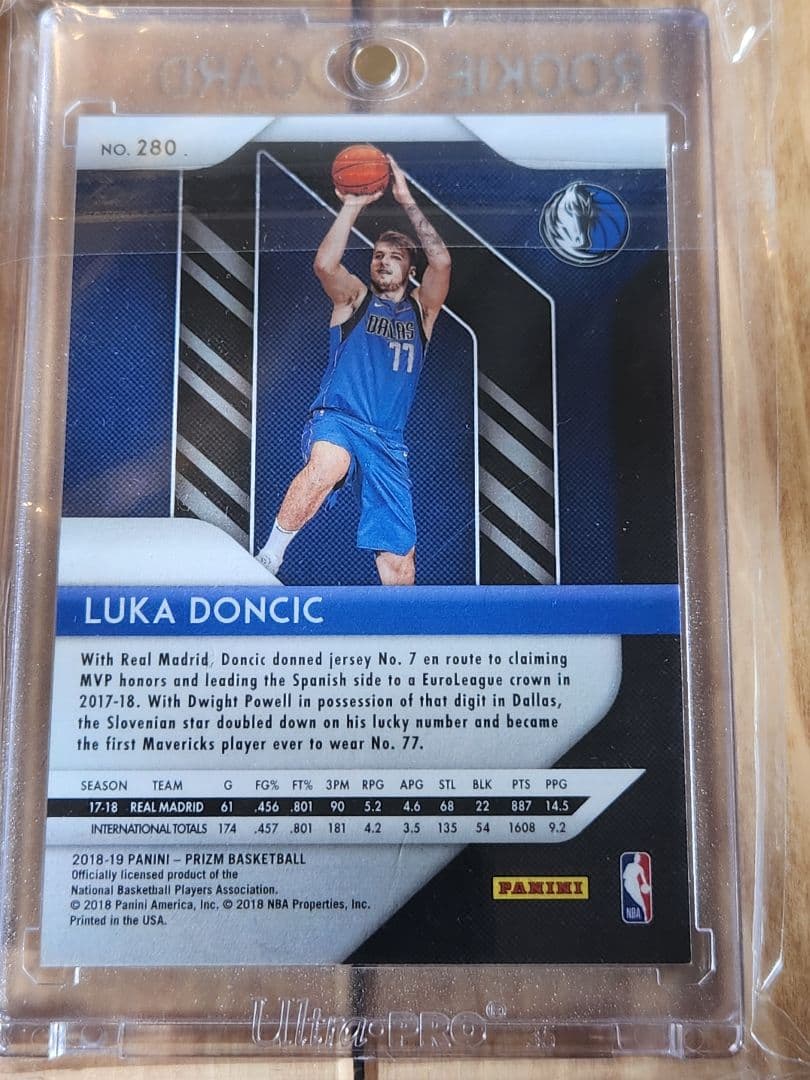 ROOKIE CARD
NO. 280
DALLAS
77
LUKA DONCIC
With Real Madrid, Doncic donned jersey No. 7 en route to claiming
MVP honors and leading the Spanish side to a EuroLeague crown in
2017-18. With Dwight Powell in possession of that digit in Dallas,
the Slovenian star doubled down on his lucky number and became
the first Mavericks player ever to wear No. 77.
SEASON TEAM G FG% FT% 3PM RPG APG STL BLK PTS PPG
17-18 REAL MADRID 61 .456 .801 90 5.2 4.6 68 22 887 14.5
INTERNATIONAL TOTALS 174 .457 .801 181 4.2 3.5 135 54 1608 9.2
2018-19 PANINI – PRIZM BASKETBALL
Officially licensed product of the
National Basketball Players Association.
© 2018 Panini America, Inc. © 2018 NBA Properties, Inc.
Printed in the USA.
PANINI
NBA
Ultra•PRO®